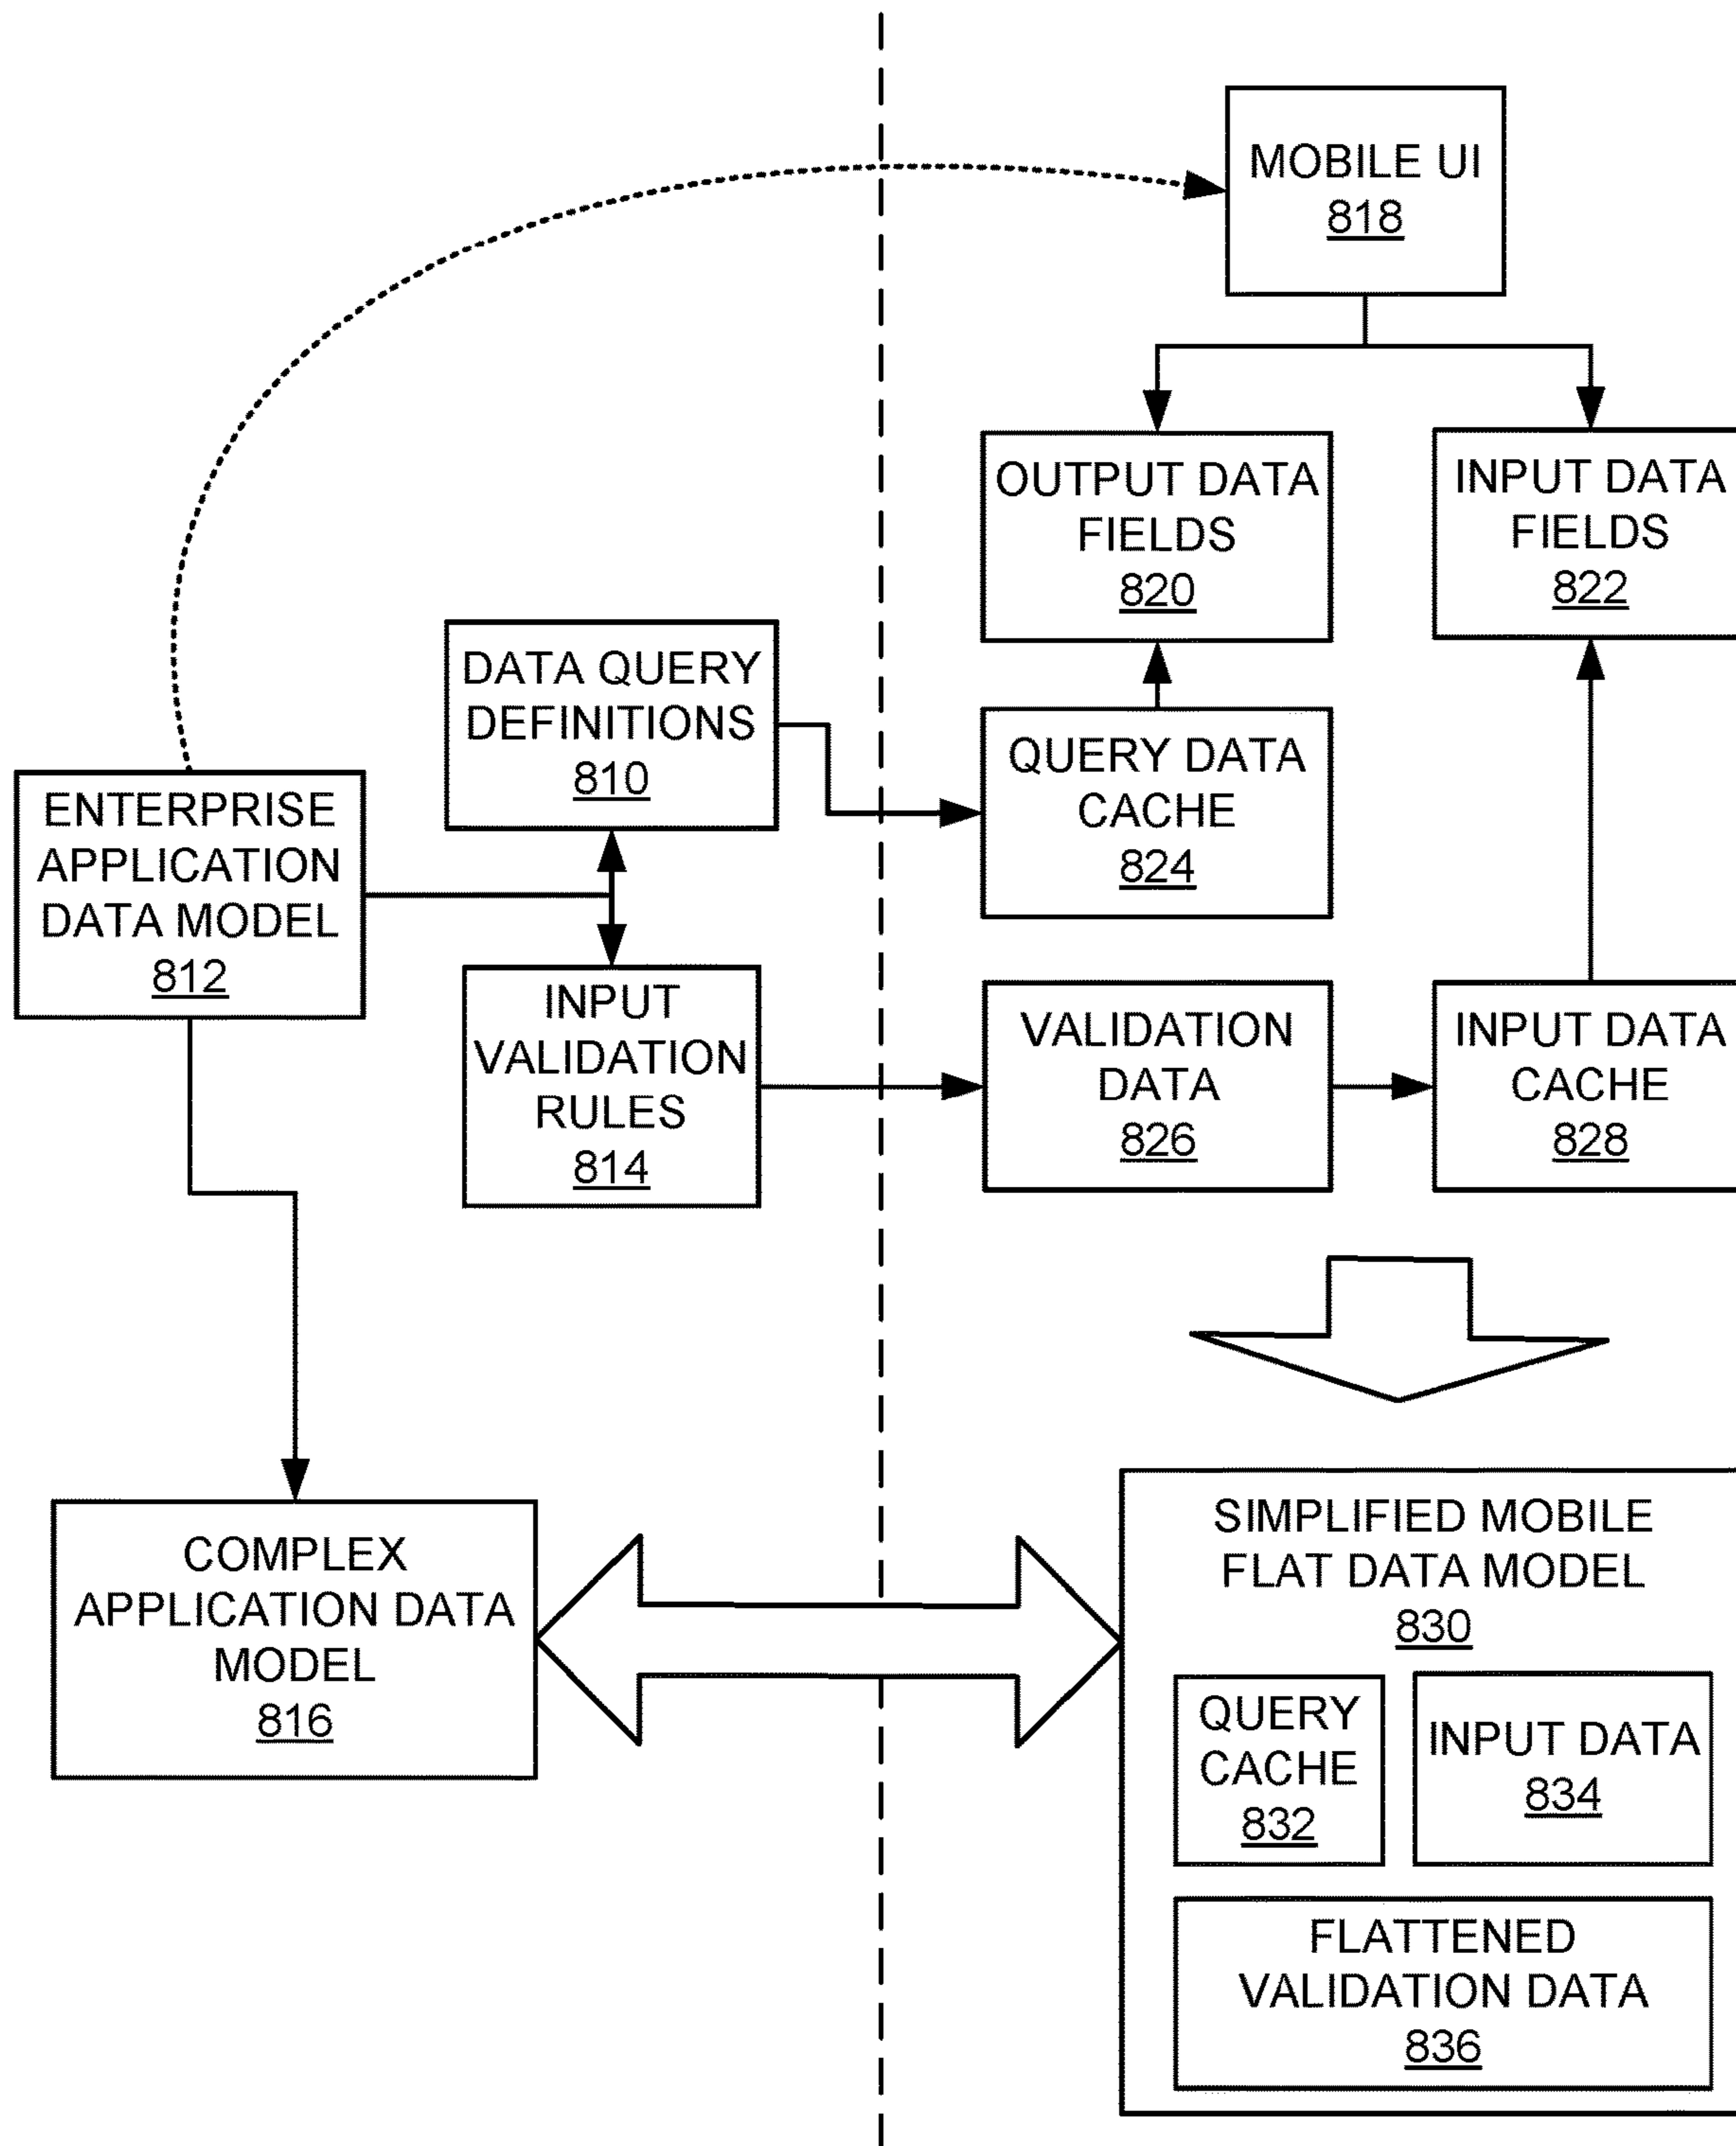 MOBILE UI
818
OUTPUT DATA
FIELDS
820
INPUT DATA
FIELDS
822
DATA QUERY
DEFINITIONS
810
QUERY DATA
CACHE
824
ENTERPRISE
APPLICATION
DATA MODEL
812
INPUT
VALIDATION
RULES
814
VALIDATION
DATA
826
INPUT DATA
CACHE
828
COMPLEX
APPLICATION DATA
MODEL
816
SIMPLIFIED MOBILE
FLAT DATA MODEL
830
QUERY
CACHE
832
INPUT DATA
834
FLATTENED
VALIDATION DATA
836